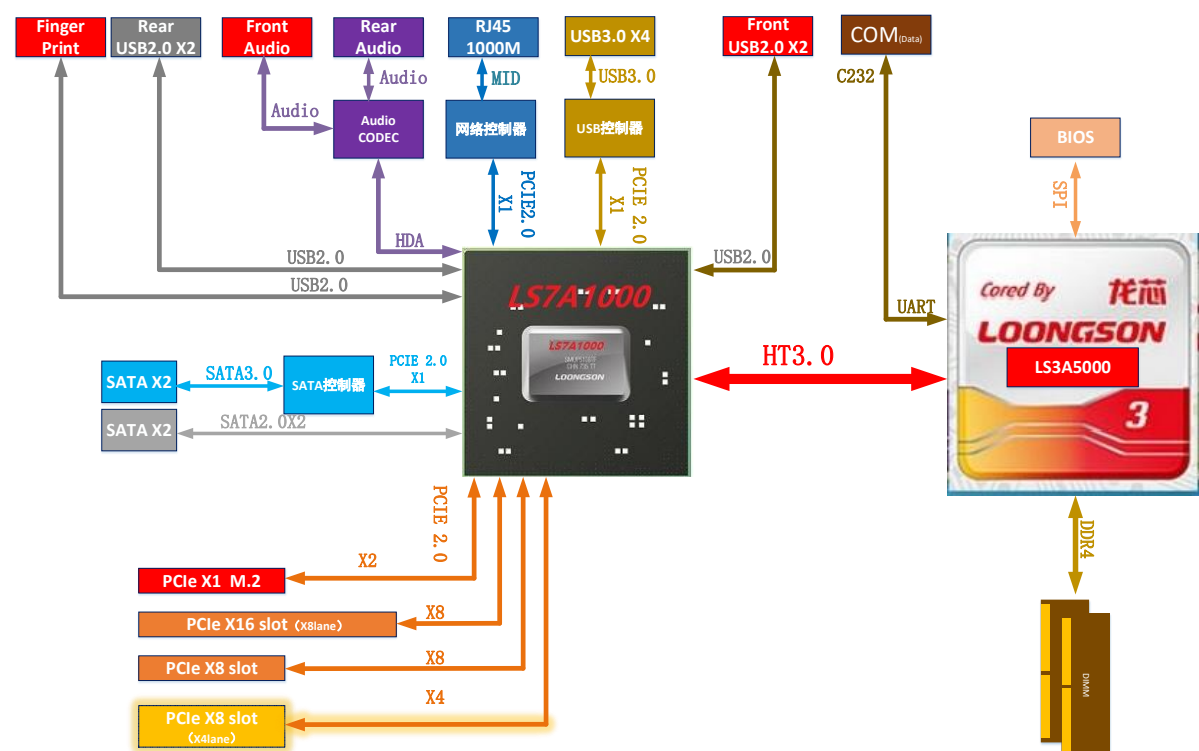 Finger
Print
Rear
USB2.0 X2
Front
Audio
Rear
Audio
RJ45
1000M
USB3.0 X4
Front
USB2.0 X2
COM(Data)
Audio
MID
USB3.0
C232
Audio
Audio
CODEC
网络控制器
USB控制器
BIOS
PCIE2.0
X1
PCIE 2.0
X1
SPI
HDA
USB2.0
USB2.0
USB2.0
UART
LS7A1000
LS7A1000
LOONGSON
Cored By 龙芯
LOONGSON
LS3A5000
3
HT3.0
SATA X2
SATA3.0
SATA控制器
PCIE 2.0
X1
SATA X2
SATA2.0X2
PCIE 2.0
DDR4
X2
PCIe X1 M.2
X8
PCIe X16 slot（X8lane）
X8
PCIe X8 slot
X4
PCIe X8 slot
（X4lane）
DIMM